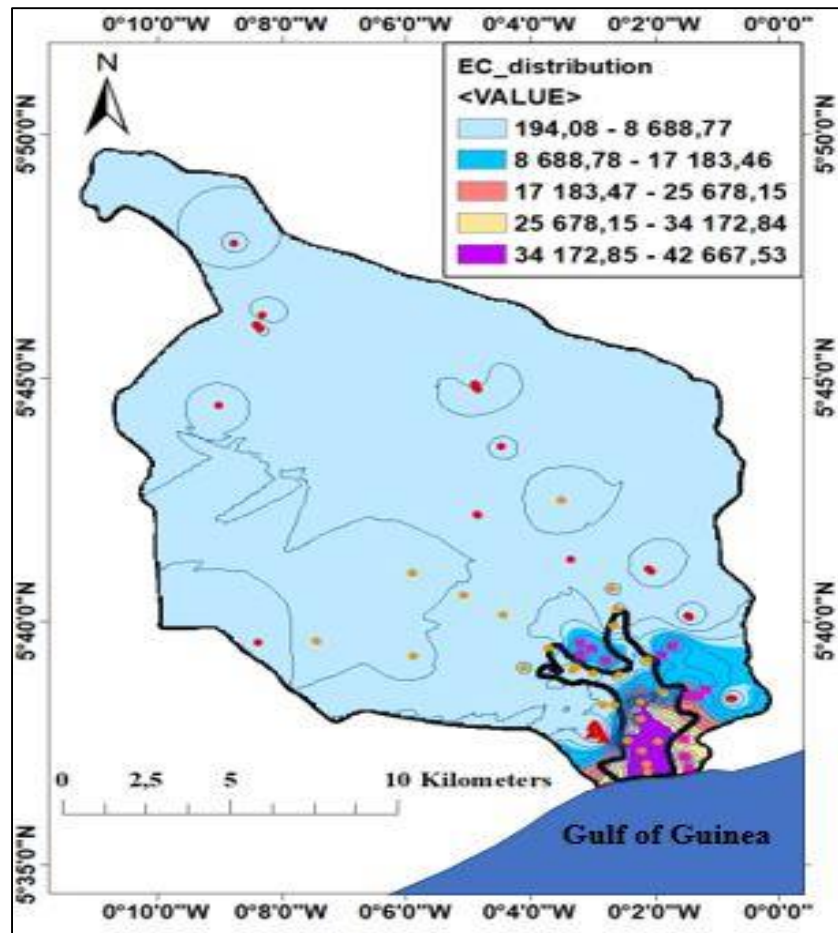 0°10'0"W 0°8'0"W 0°6'0"W 0°4'0"W 0°2'0"W 0°0'0"
N
EC_distribution
<VALUE>
194,08 - 8 688,77
8 688,78 - 17 183,46
17 183,47 - 25 678,15
25 678,15 - 34 172,84
34 172,85 - 42 667,53
5°50'0"N
5°45'0"N
5°40'0"N
5°35'0"N
5°50'0"N
5°45'0"N
5°40'0"N
5°35'0"N
0 2,5 5 10 Kilometers
Gulf of Guinea
0°10'0"W 0°8'0"W 0°6'0"W 0°4'0"W 0°2'0"W 0°0'0"